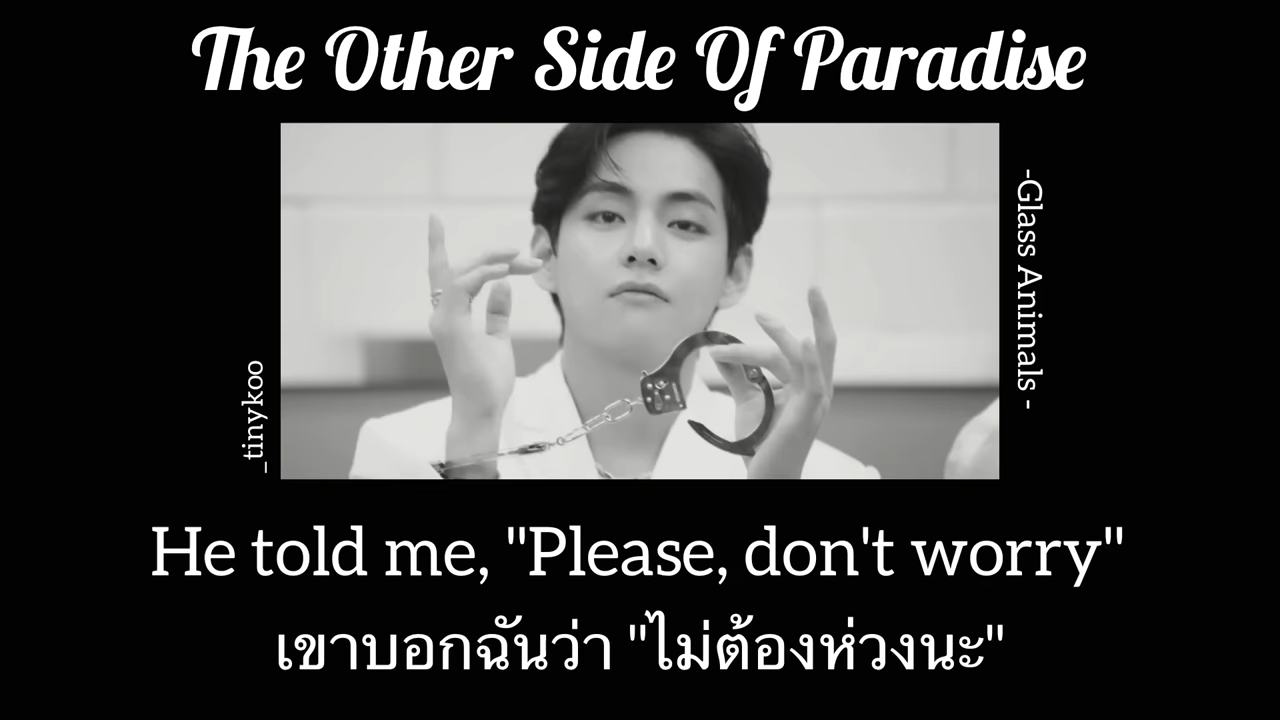 The Other Side Of Paradise
-Glass Animals -
_tinykoo
He told me, "Please, don't worry"
เขาบอกฉันว่า "ไม่ต้องห่วงนะ"